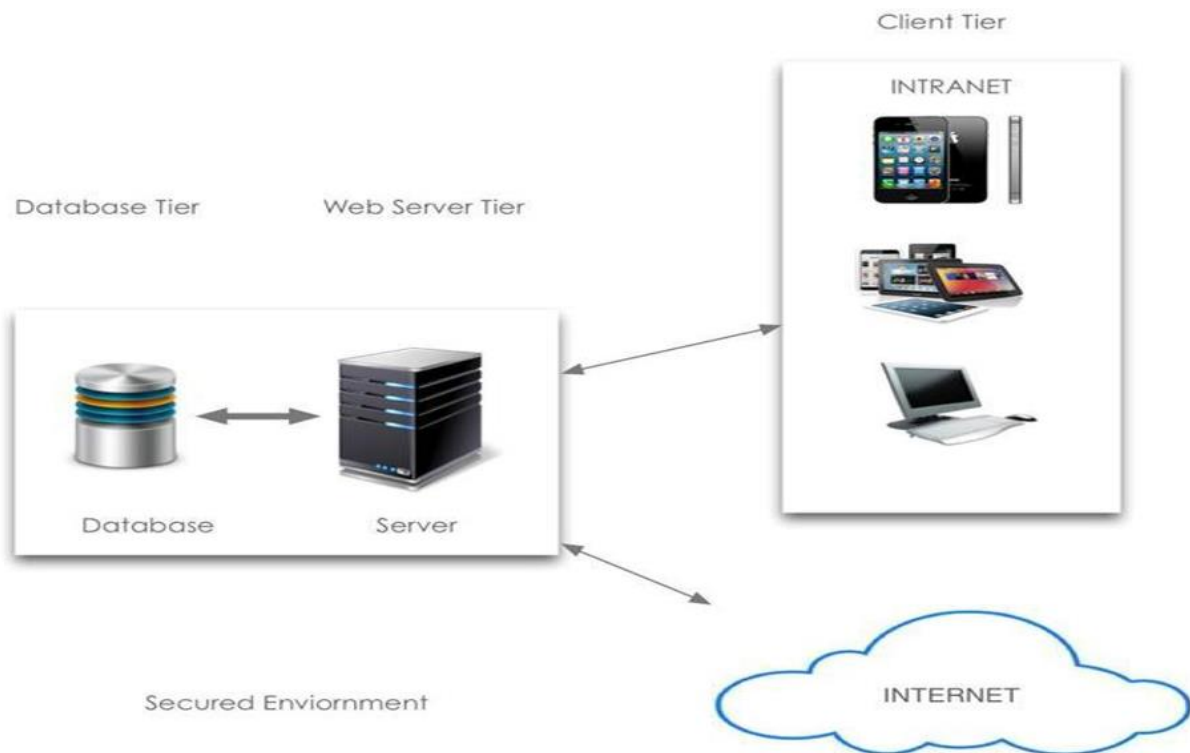 Client Tier
INTRANET
Database Tier
Web Server Tier
Database
Server
Secured Enviornment
INTERNET